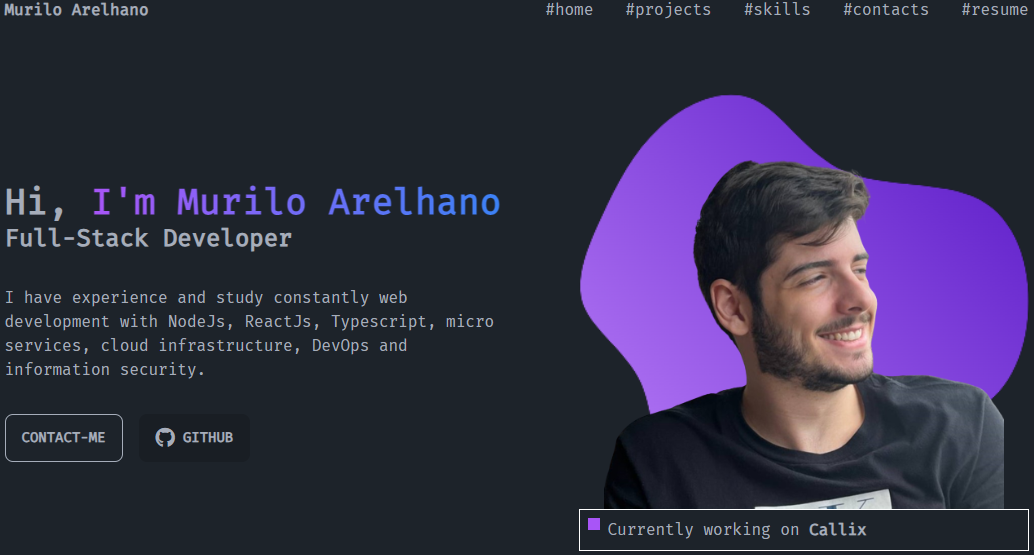 Murilo Arelhano
#home #projects #skills #contacts #resume
Hi, I'm Murilo Arelhano
Full-Stack Developer
I have experience and study constantly web
development with NodeJs, ReactJs, Typescript, micro
services, cloud infrastructure, DevOps and
information security.
CONTACT-ME GITHUB
Currently working on Callix